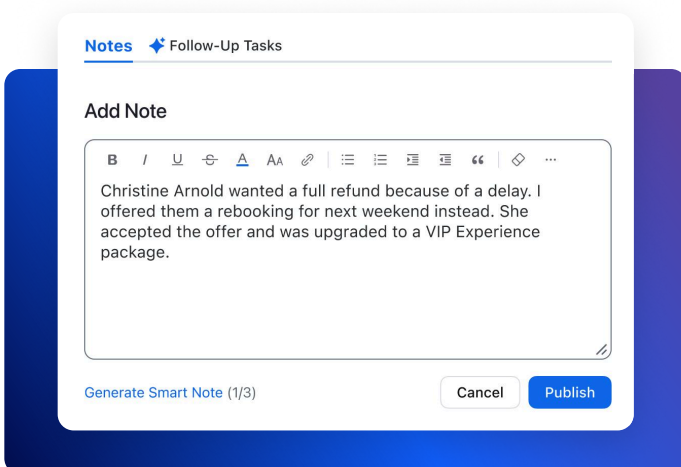 Notes Follow-Up Tasks
Add Note
B I U S A AA
Christine Arnold wanted a full refund because of a delay. I
offered them a rebooking for next weekend instead. She
accepted the offer and was upgraded to a VIP Experience
package.
Generate Smart Note (1/3) Cancel Publish